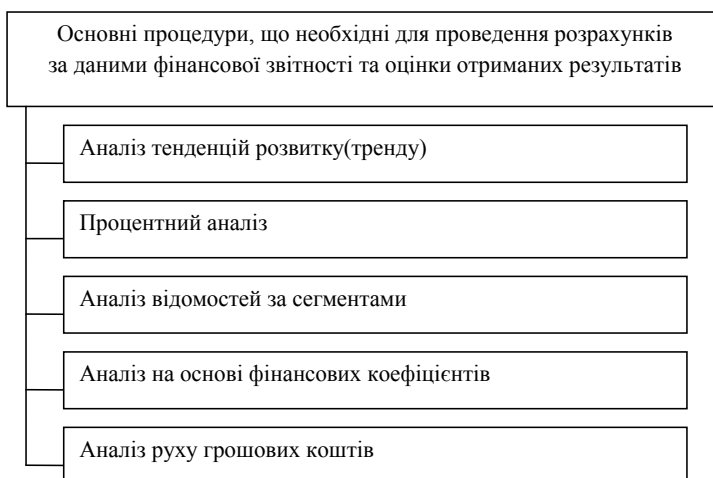 Основні процедури, що необхідні для проведення розрахунків
за даними фінансової звітності та оцінки отриманих результатів
Аналіз тенденцій розвитку(тренду)
Процентний аналіз
Аналіз відомостей за сегментами
Аналіз на основі фінансових коефіцієнтів
Аналіз руху грошових коштів